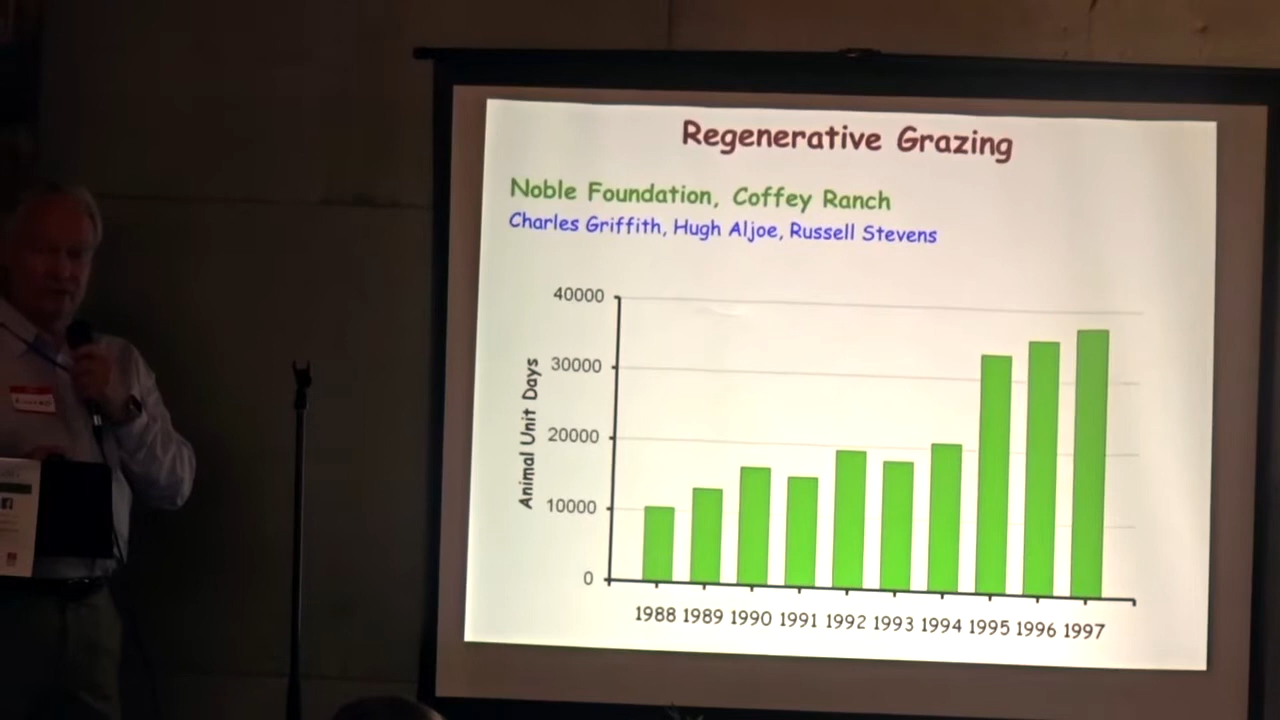 Regenerative Grazing
Noble Foundation, Coffey Ranch
Charles Griffith, Hugh Aljoe, Russell Stevens
40000
30000
20000
10000
0
Animal Unit Days
1988 1989 1990 1991 1992 1993 1994 1995 1996 1997